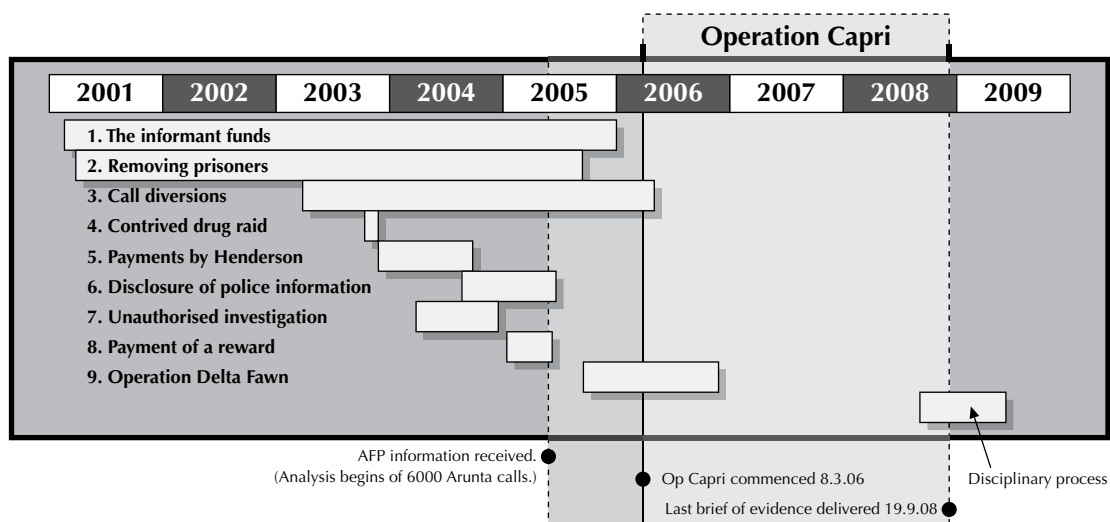 Operation Capri
2001 2002 2003 2004 2005 2006 2007 2008 2009
1. The informant funds
2. Removing prisoners
3. Call diversions
4. Contrived drug raid
5. Payments by Henderson
6. Disclosure of police information
7. Unauthorised investigation
8. Payment of a reward
9. Operation Delta Fawn
AFP information received.
(Analysis begins of 6000 Arunta calls.)
Op Capri commenced 8.3.06
Disciplinary process
Last brief of evidence delivered 19.9.08